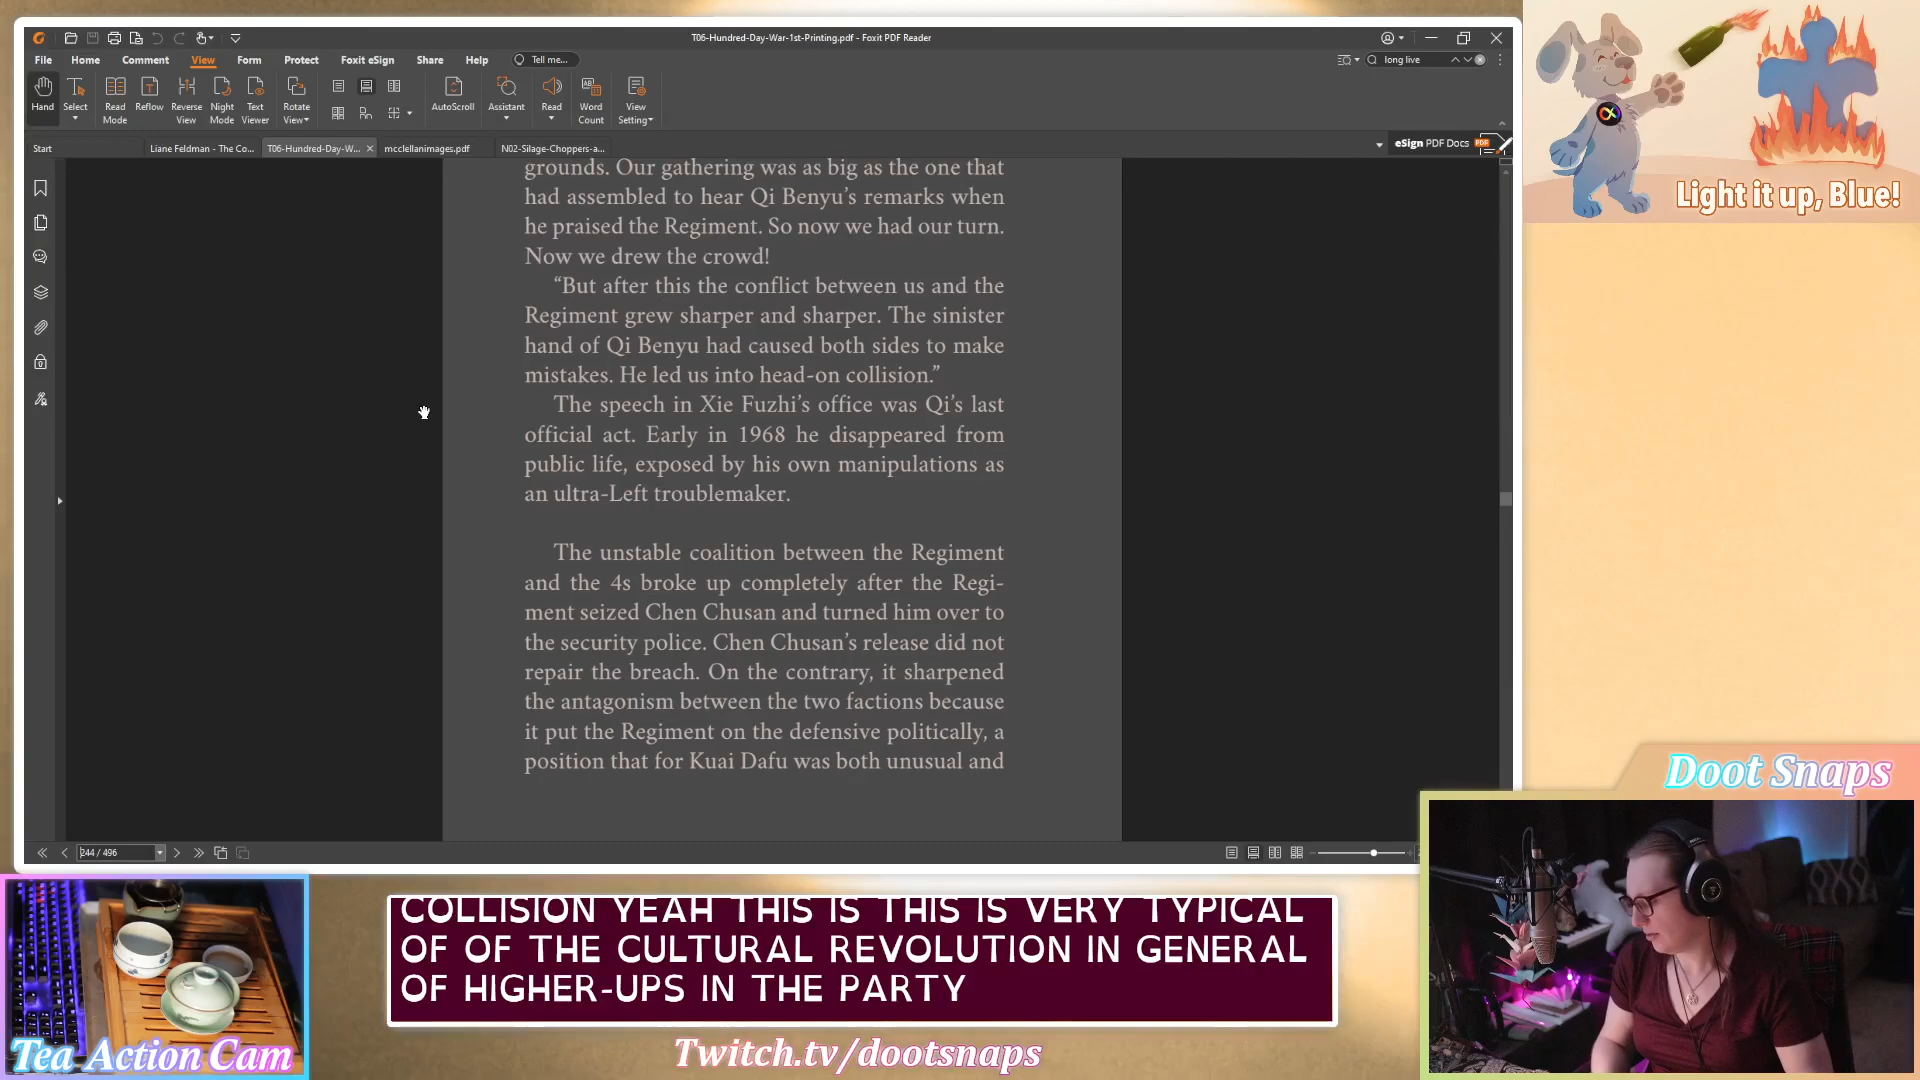 T06-Hundred-Day-War-1st-Printing.pdf - Foxit PDF Reader
File Home Comment View Form Protect Foxit eSign Share Help Tell me... long live
Hand Select Read Mode Reflow Reverse View Night Mode Text Viewer Rotate View AutoScroll Assistant Read Word Count View Setting
Start Liane Feldman - The Co... T06-Hundred-Day-W... mcclellanimages.pdf N02-Silage-Choppers-a... eSign PDF Docs
grounds. Our gathering was as big as the one that
had assembled to hear Qi Benyu’s remarks when
he praised the Regiment. So now we had our turn.
Now we drew the crowd!
“But after this the conflict between us and the
Regiment grew sharper and sharper. The sinister
hand of Qi Benyu had caused both sides to make
mistakes. He led us into head-on collision.”
The speech in Xie Fuzhi’s office was Qi’s last
official act. Early in 1968 he disappeared from
public life, exposed by his own manipulations as
an ultra-Left troublemaker.
The unstable coalition between the Regiment
and the 4s broke up completely after the Regi-
ment seized Chen Chusan and turned him over to
the security police. Chen Chusan’s release did not
repair the breach. On the contrary, it sharpened
the antagonism between the two factions because
it put the Regiment on the defensive politically, a
position that for Kuai Dafu was both unusual and
244 / 496
Light it up, Blue!
Doot Snaps
Tea Action Cam
COLLISION YEAH THIS IS THIS IS VERY TYPICAL
OF OF THE CULTURAL REVOLUTION IN GENERAL
OF HIGHER-UPS IN THE PARTY
Twitch.tv/dootsnaps